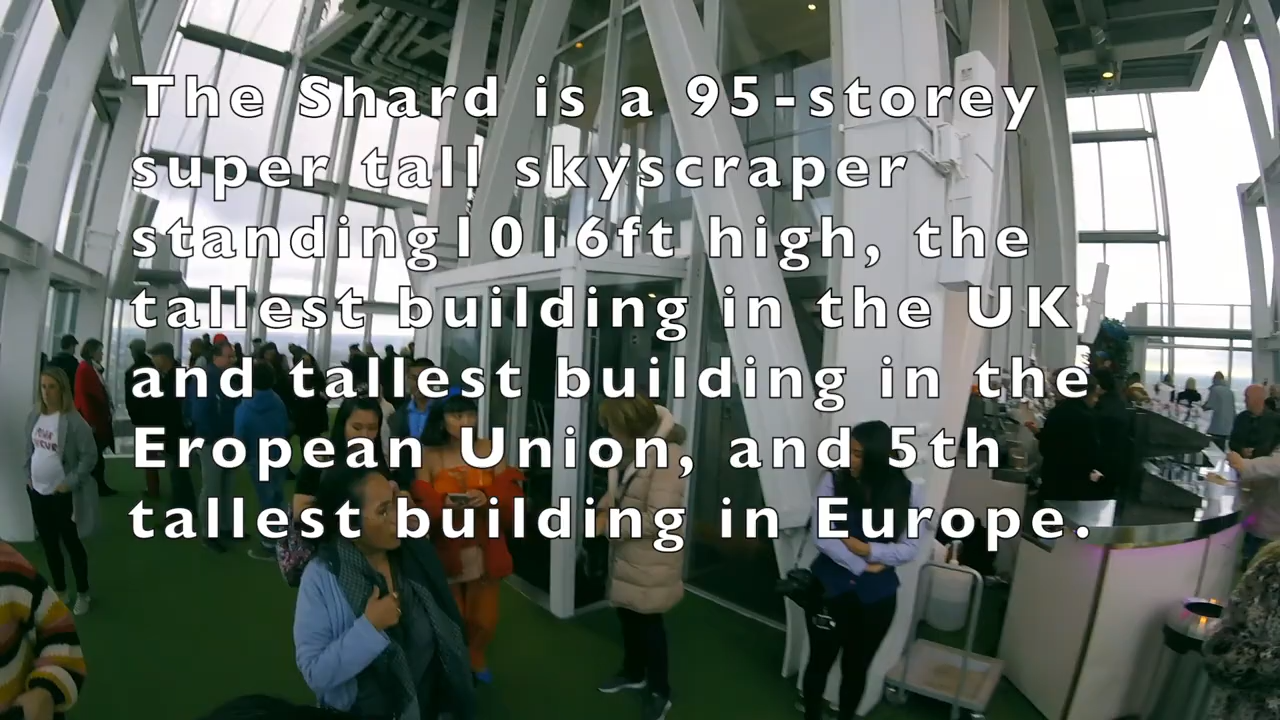 The Shard is a 95-storey
super tall skyscraper
standing1016ft high, the
tallest building in the UK
and tallest building in the
Eropean Union, and 5th
tallest building in Europe.